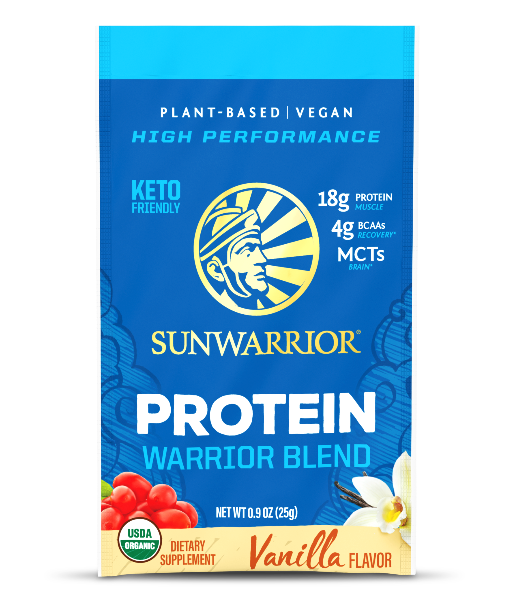 PLANT-BASED | VEGAN
HIGH PERFORMANCE
KETO
FRIENDLY
18g PROTEIN
MUSCLE
4g BCAAs
RECOVERY*
MCTs
BRAIN*
SUNWARRIOR®
PROTEIN
WARRIOR BLEND
NET WT 0.9 OZ (25g)
USDA
ORGANIC
DIETARY
SUPPLEMENT
Vanilla FLAVOR